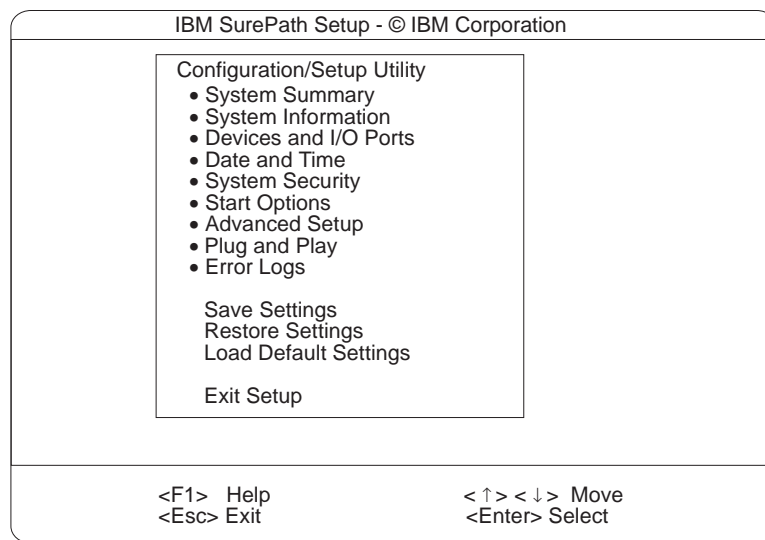 IBM SurePath Setup - © IBM Corporation
Configuration/Setup Utility
• System Summary
• System Information
• Devices and I/O Ports
• Date and Time
• System Security
• Start Options
• Advanced Setup
• Plug and Play
• Error Logs
Save Settings
Restore Settings
Load Default Settings
Exit Setup
<F1> Help < ↑ > < ↓ > Move
<Esc> Exit <Enter> Select